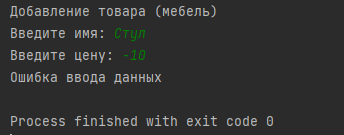 Добавление товара (мебель)
Введите имя: Стул
Введите цену: -10
Ошибка ввода данных
Process finished with exit code 0